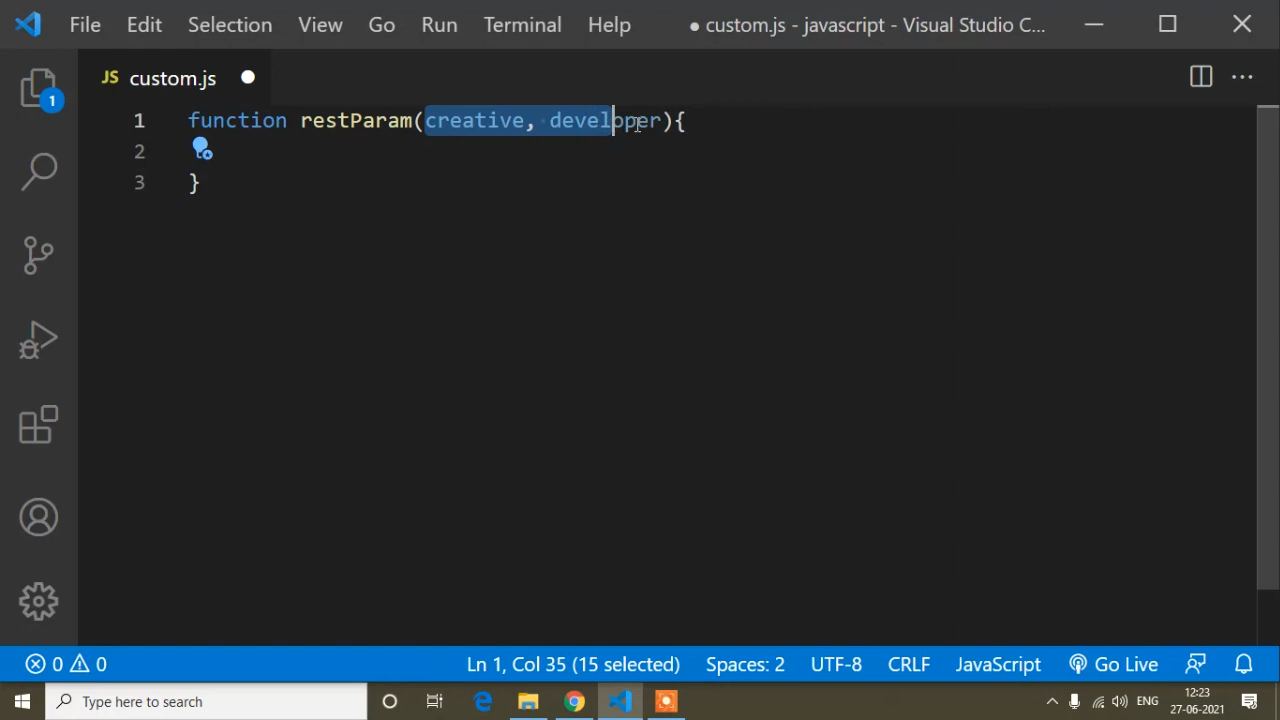 File Edit Selection View Go Run Terminal Help ● custom.js - javascript - Visual Studio C...
JS custom.js
1 function restParam(creative, developer){
2
3 }
1
0 0 Ln 1, Col 35 (15 selected) Spaces: 2 UTF-8 CRLF JavaScript Go Live
Type here to search
ENG
12:23
27-06-2021